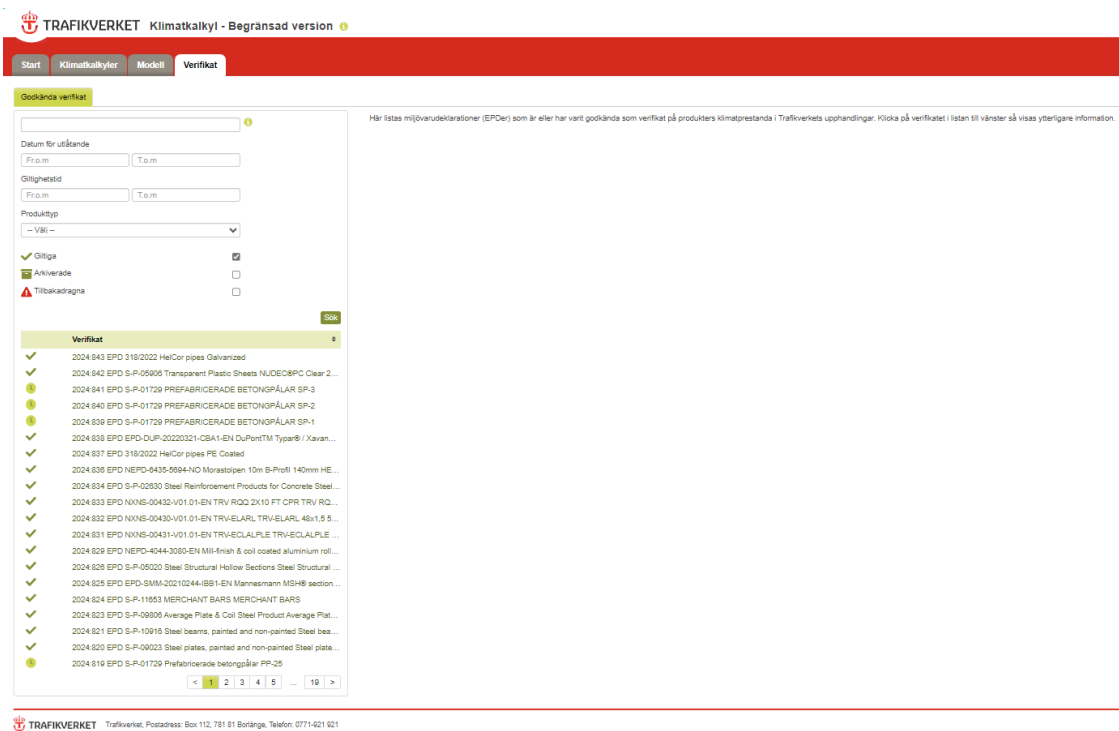 TRAFIKVERKET Klimatkalkyl - Begränsad version
Start Klimatkalkyler Modell Verifikat
Godkända verifikat
Här listas miljövarudeklarationer (EPDer) som är eller har varit godkända som verifikat på produkters klimatprestanda i Trafikverkets upphandlingar. Klicka på verifikatet i listan till vänster så visas ytterligare information.
Datum för utlåtande
Fr.o.m T.o.m
Giltighetstid
Fr.o.m T.o.m
Produkttyp
-- Välj --
Giltiga
Arkiverade
Tillbakadragna
Sök
Verifikat
2024:843 EPD 318/2022 HelCor pipes Galvanized
2024:842 EPD S-P-05906 Transparent Plastic Sheets NUDEC®PC Clear 2...
2024:841 EPD S-P-01729 PREFABRICERADE BETONGPÅLAR SP-3
2024:840 EPD S-P-01729 PREFABRICERADE BETONGPÅLAR SP-2
2024:839 EPD S-P-01729 PREFABRICERADE BETONGPÅLAR SP-1
2024:838 EPD EPD-DUP-20220321-CBA1-EN DuPontTM Typar® / Xavan...
2024:837 EPD 318/2022 HelCor pipes PE Coated
2024:836 EPD NEPD-6435-5694-NO Morastolpen 10m B-Profil 140mm HE...
2024:834 EPD S-P-02630 Steel Reinforcement Products for Concrete Steel...
2024:833 EPD NXNS-00432-V01.01-EN TRV RQQ 2X10 FT CPR TRV RQ...
2024:832 EPD NXNS-00430-V01.01-EN TRV-ELARL TRV-ELARL 48x1,5 5...
2024:831 EPD NXNS-00431-V01.01-EN TRV-ECLALPLE TRV-ECLALPLE ...
2024:829 EPD NEPD-4044-3080-EN Mill-finish & coil coated aluminium roll...
2024:826 EPD S-P-05020 Steel Structural Hollow Sections Steel Structural ...
2024:825 EPD EPD-SMM-20210244-IBB1-EN Mannesmann MSH® section...
2024:824 EPD S-P-11653 MERCHANT BARS MERCHANT BARS
2024:823 EPD S-P-09806 Average Plate & Coil Steel Product Average Plat...
2024:821 EPD S-P-10916 Steel beams, painted and non-painted Steel bea...
2024:820 EPD S-P-09023 Steel plates, painted and non-painted Steel plate...
2024:819 EPD S-P-01729 Prefabricerade betongpålar PP-25
< 1 2 3 4 5 ... 19 >
TRAFIKVERKET Trafikverket, Postadress: Box 112, 781 81 Borlänge, Telefon: 0771-921 921